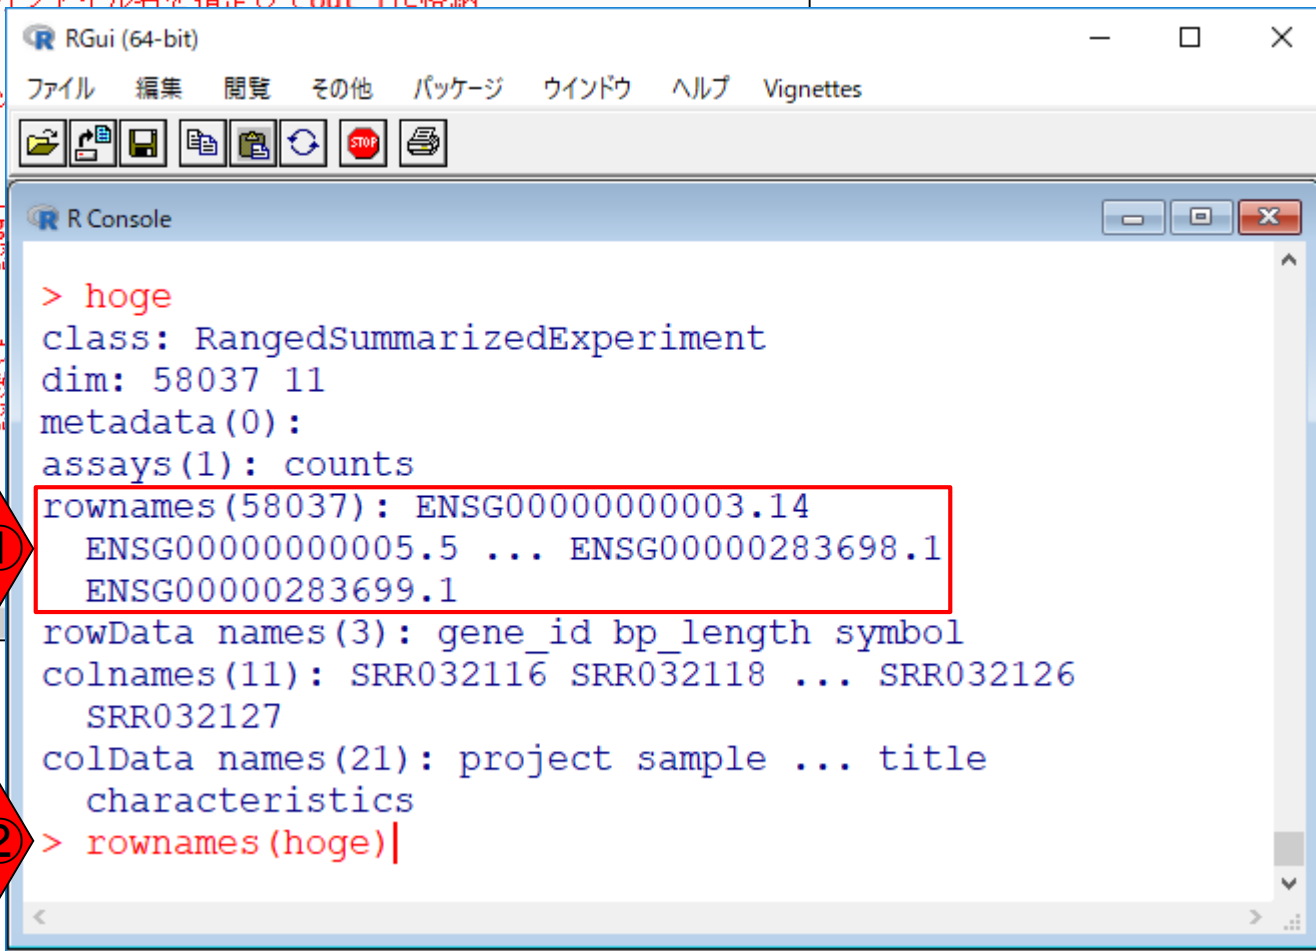 RGui (64-bit)
ファイル 編集 閲覧 その他 パッケージ ウインドウ ヘルプ Vignettes
STOP
R Console
> hoge
class: RangedSummarizedExperiment
dim: 58037 11
metadata(0):
assays(1): counts
rownames(58037): ENSG00000000003.14
ENSG00000000005.5 ... ENSG00000283698.1
ENSG00000283699.1
rowData names(3): gene_id bp_length symbol
colnames(11): SRR032116 SRR032118 ... SRR032126
SRR032127
colData names(21): project sample ... title
characteristics
② > rownames(hoge)